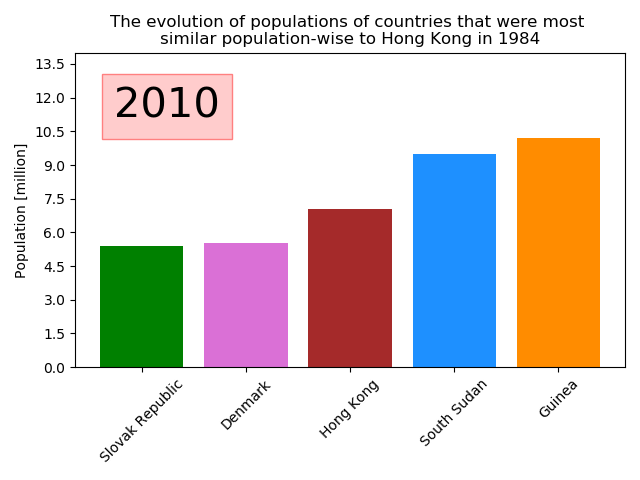 The evolution of populations of countries that were most
similar population-wise to Hong Kong in 1984
2010
Population [million]
13.5
12.0
10.5
9.0
7.5
6.0
4.5
3.0
1.5
0.0
Slovak Republic
Denmark
Hong Kong
South Sudan
Guinea